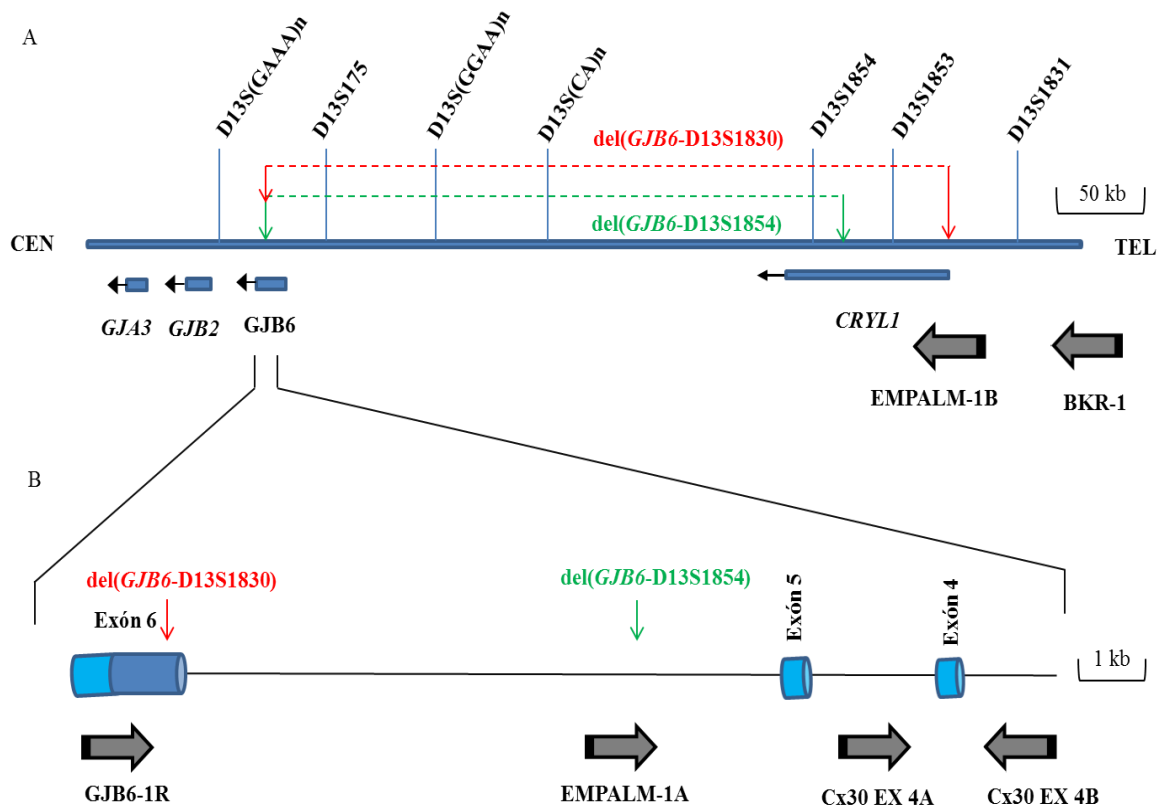 A
D13S(GAAA)n
D13S175
D13S(GGAA)n
D13S(CA)n
D13S1854
D13S1853
D13S1831
del(GJB6-D13S1830)
50 kb
del(GJB6-D13S1854)
CEN
TEL
GJA3
GJB2
GJB6
CRYL1
EMPALM-1B
BKR-1
B
del(GJB6-D13S1830)
del(GJB6-D13S1854)
Exón 6
Exón 5
Exón 4
1 kb
GJB6-1R
EMPALM-1A
Cx30 EX 4A
Cx30 EX 4B